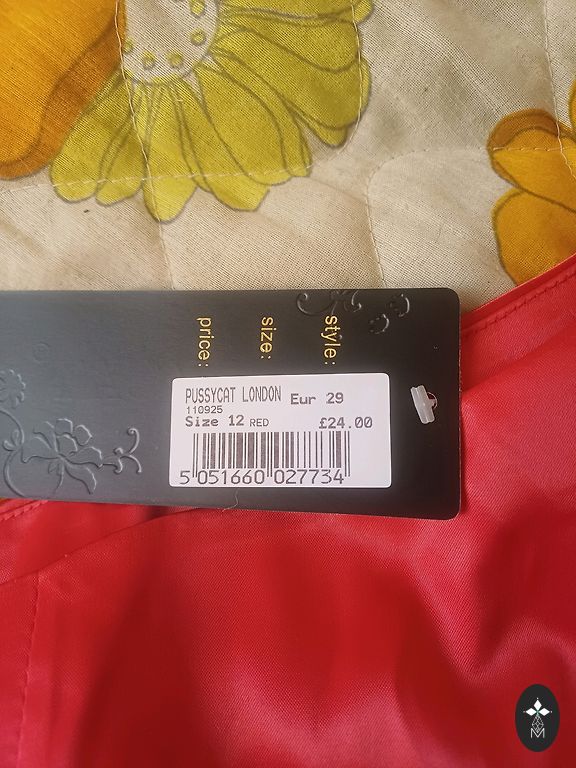 style:
size:
price:
PUSSYCAT LONDON Eur 29
110925
Size 12 RED £24.00
5 051660 027734
M